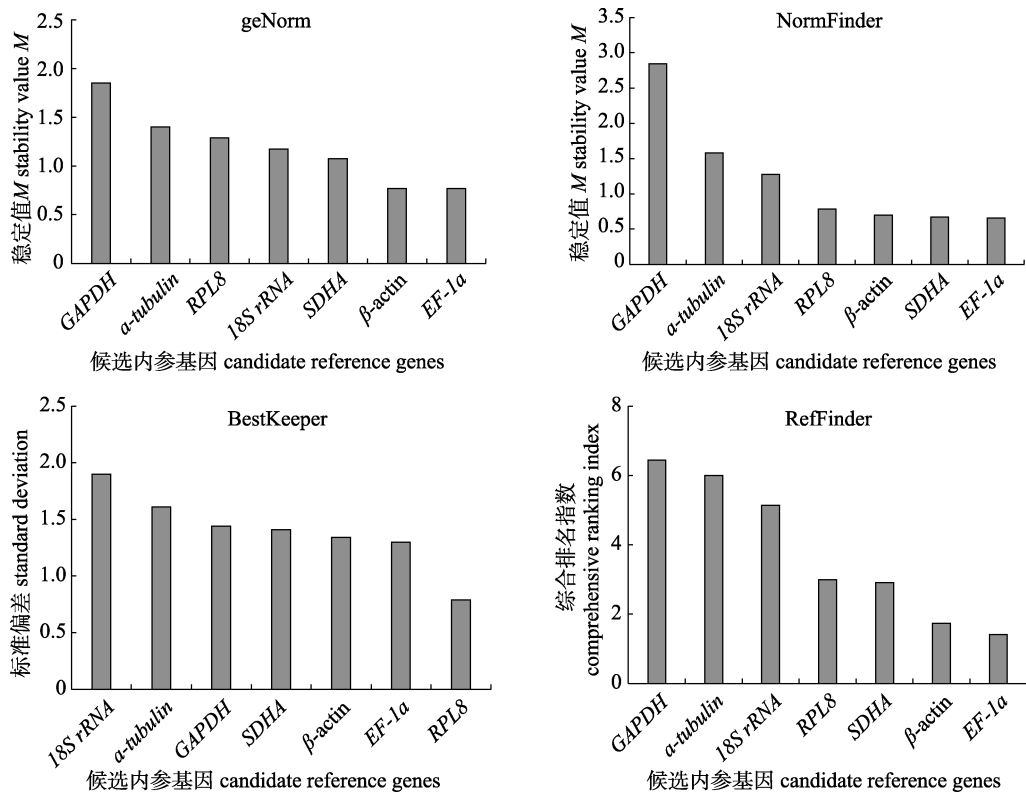 geNorm
稳定值M stability value M
2.5
2.0
1.5
1.0
0.5
0
GAPDH
α-tubulin
RPL8
18S rRNA
SDHA
β-actin
EF-1a
候选内参基因 candidate reference genes
NormFinder
稳定值 M stability value M
3.5
3.0
2.5
2.0
1.5
1.0
0.5
0
GAPDH
α-tubulin
18S rRNA
RPL8
β-actin
SDHA
EF-1a
候选内参基因 candidate reference genes
BestKeeper
标准偏差 standard deviation
2.5
2.0
1.5
1.0
0.5
0
18S rRNA
α-tubulin
GAPDH
SDHA
β-actin
EF-1a
RPL8
候选内参基因 candidate reference genes
RefFinder
综合排名指数
comprehensive ranking index
8
6
4
2
0
GAPDH
α-tubulin
18S rRNA
RPL8
SDHA
β-actin
EF-1a
候选内参基因 candidate reference genes